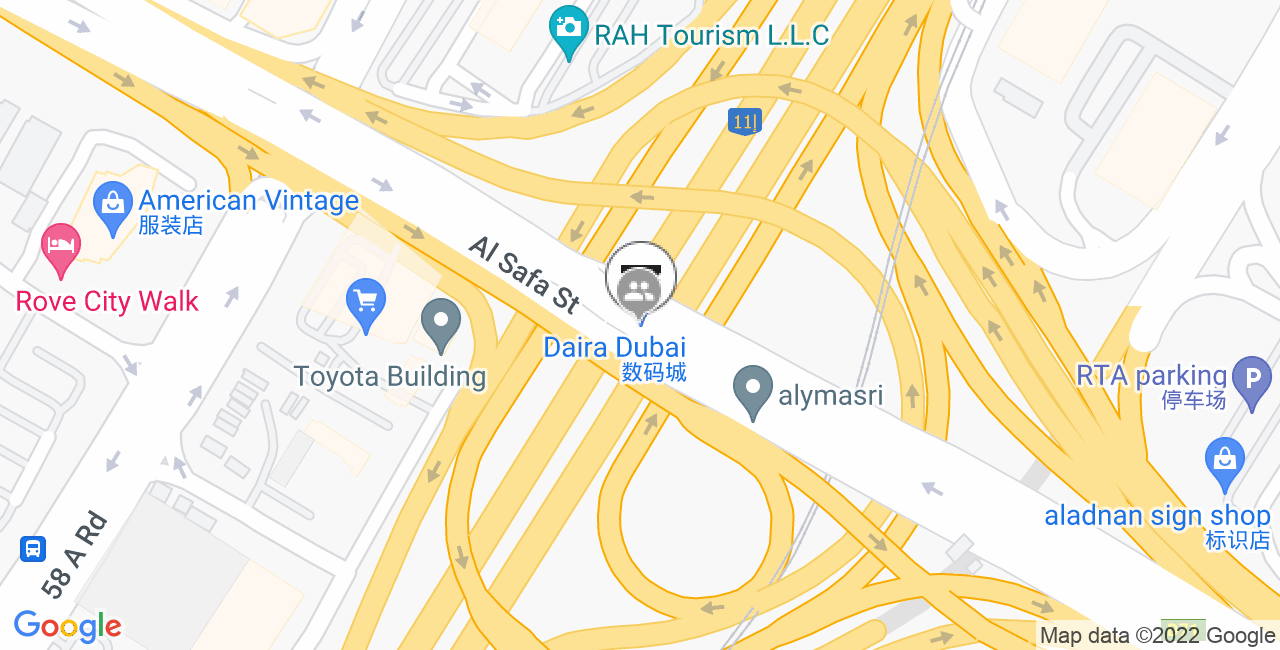 RAH Tourism L.L.C
11
American Vintage
服装店
Al Safa St
Rove City Walk
Daira Dubai
数码城
Toyota Building
alymasri
RTA parking
停车场
P
aladnan sign shop
标识店
58 A Rd
Google
Map data ©2022 Google